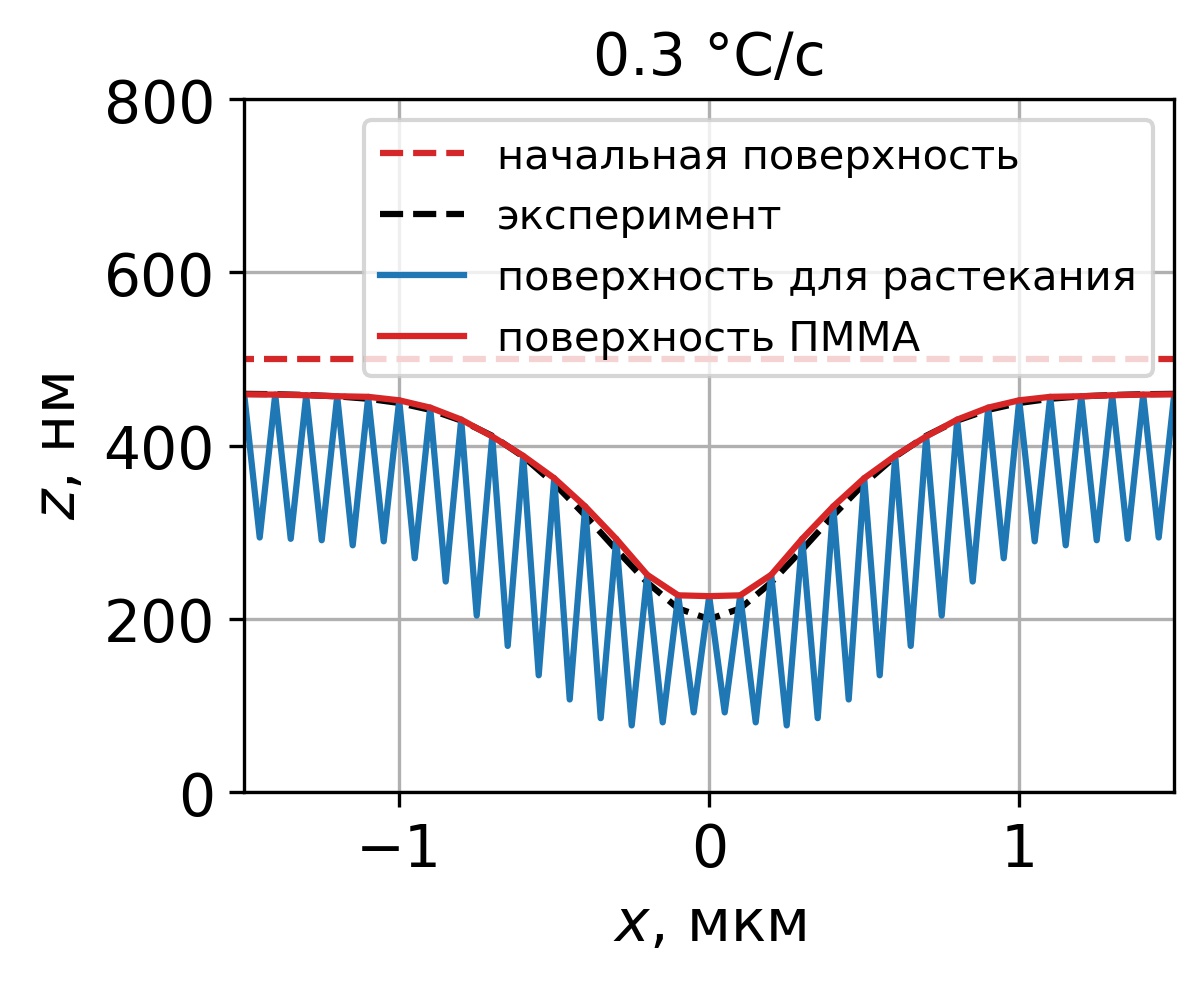 0.3 °C/c
800
600
400
200
0
z, нм
начальная поверхность
эксперимент
поверхность для растекания
поверхность ПММА
−1 0 1
x, мкм